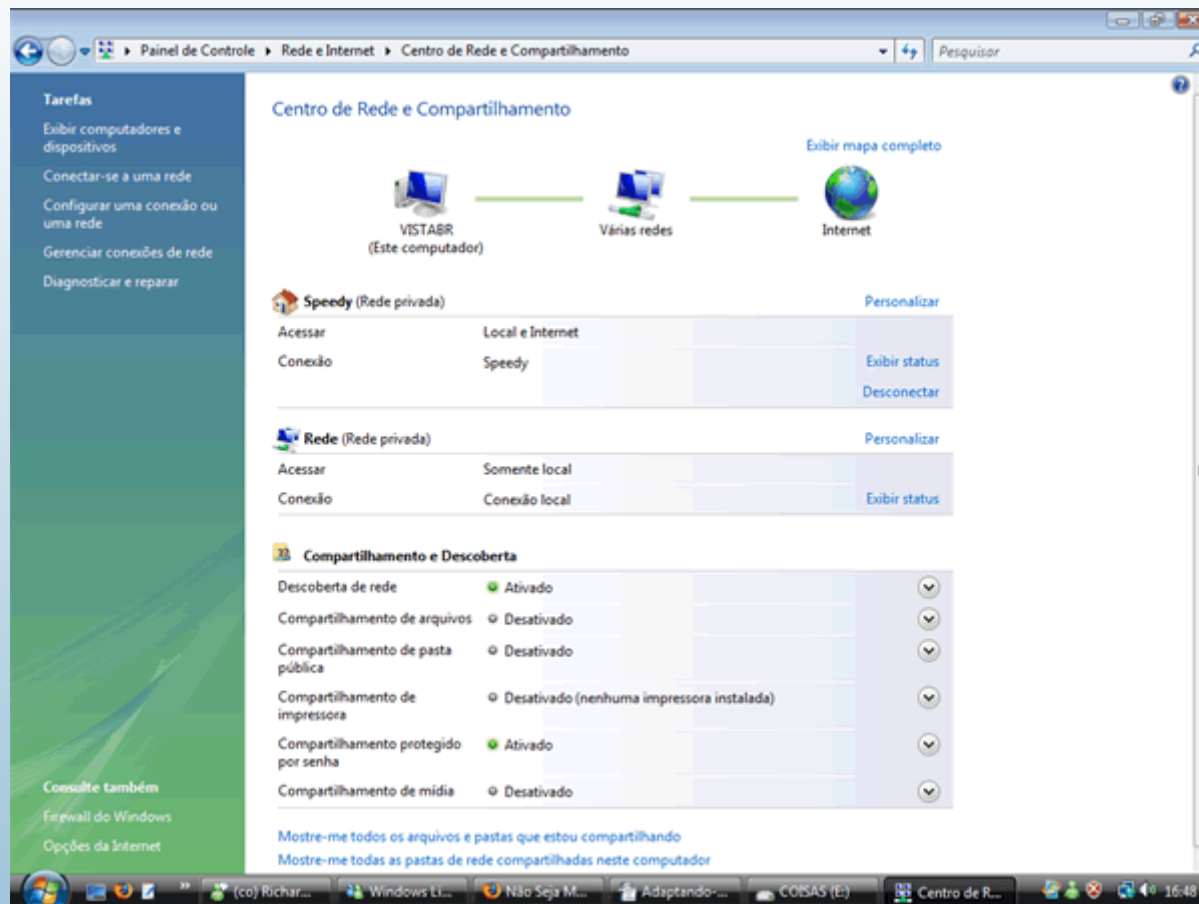 Painel de Controle ▸ Rede e Internet ▸ Centro de Rede e Compartilhamento
Pesquisar
Tarefas
Exibir computadores e
dispositivos
Conectar-se a uma rede
Configurar uma conexão ou
uma rede
Gerenciar conexões de rede
Diagnosticar e reparar
Centro de Rede e Compartilhamento
Exibir mapa completo
VISTABR
(Este computador)
Várias redes
Internet
Speedy (Rede privada)
Personalizar
Acessar
Local e Internet
Conexão
Speedy
Exibir status
Desconectar
Rede (Rede privada)
Personalizar
Acessar
Somente local
Conexão
Conexão local
Exibir status
Compartilhamento e Descoberta
Descoberta de rede
Ativado
Compartilhamento de arquivos
Desativado
Compartilhamento de pasta
pública
Desativado
Compartilhamento de
impressora
Desativado (nenhuma impressora instalada)
Compartilhamento protegido
por senha
Ativado
Compartilhamento de mídia
Desativado
Mostre-me todos os arquivos e pastas que estou compartilhando
Mostre-me todas as pastas de rede compartilhadas neste computador
Consulte também
Firewall do Windows
Opções da Internet
(co) Richar...
Windows Li...
Não Seja M...
Adaptando-...
COISAS (E:)
Centro de R...
16:48